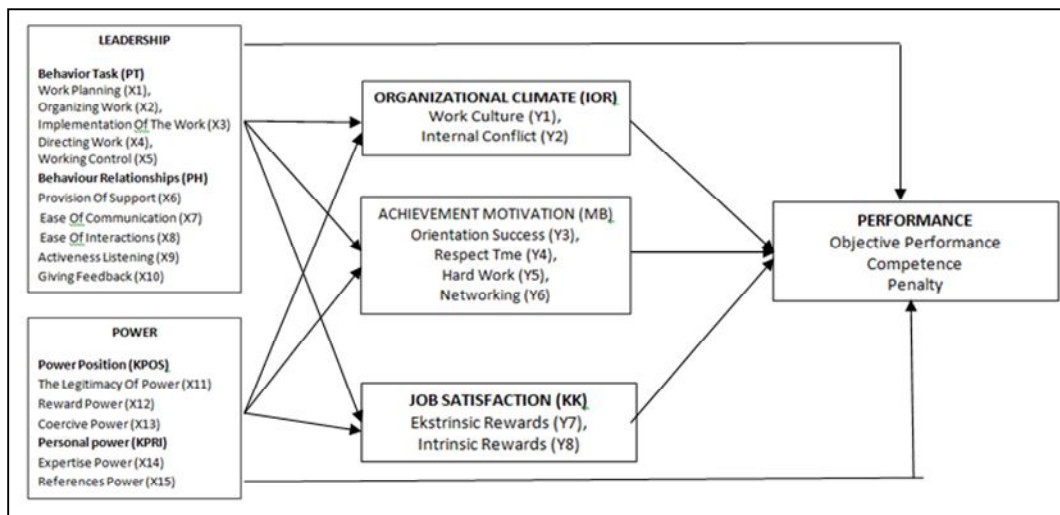 LEADERSHIP
Behavior Task (PT)
Work Planning (X1),
Organizing Work (X2),
Implementation Of The Work (X3)
Directing Work (X4),
Working Control (X5)
Behaviour Relationships (PH)
Provision Of Support (X6)
Ease Of Communication (X7)
Ease Of Interactions (X8)
Activeness Listening (X9)
Giving Feedback (X10)
POWER
Power Position (KPOS)
The Legitimacy Of Power (X11)
Reward Power (X12)
Coercive Power (X13)
Personal power (KPRI)
Expertise Power (X14)
References Power (X15)
ORGANIZATIONAL CLIMATE (IOR)
Work Culture (Y1),
Internal Conflict (Y2)
ACHIEVEMENT MOTIVATION (MB)
Orientation Success (Y3),
Respect Tme (Y4),
Hard Work (Y5),
Networking (Y6)
JOB SATISFACTION (KK)
Ekstrinsic Rewards (Y7),
Intrinsic Rewards (Y8)
PERFORMANCE
Objective Performance
Competence
Penalty